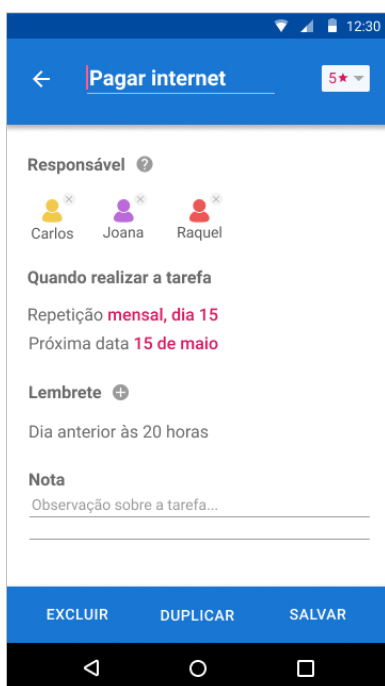 12:30
Pagar internet
5★
Responsável ?
Carlos Joana Raquel
Quando realizar a tarefa
Repetição mensal, dia 15
Próxima data 15 de maio
Lembrete
Dia anterior às 20 horas
Nota
Observação sobre a tarefa...
EXCLUIR DUPLICAR SALVAR